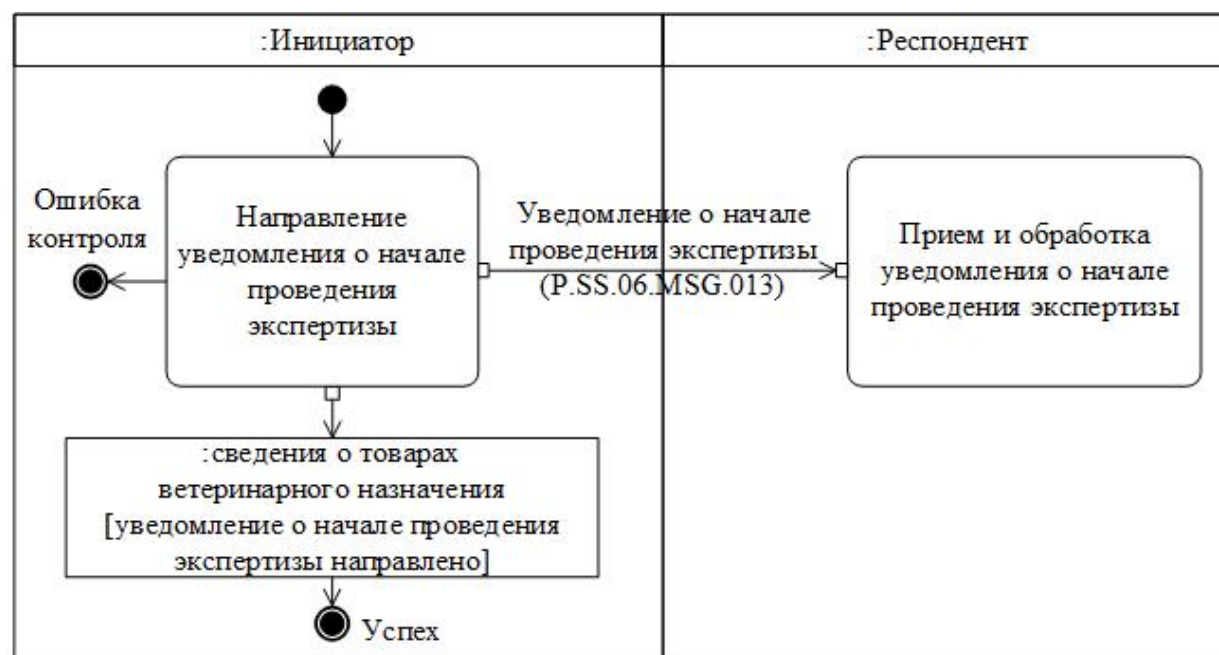 :Инициатор
:Респондент
Ошибка
контроля
Направление
уведомления о начале
проведения
экспертизы
Уведомление о начале
проведения экспертизы
(P.SS.06.MSG.013)
Прием и обработка
уведомления о начале
проведения экспертизы
:сведения о товарах
ветеринарного назначения
[уведомление о начале проведения
экспертизы направлено]
Успех